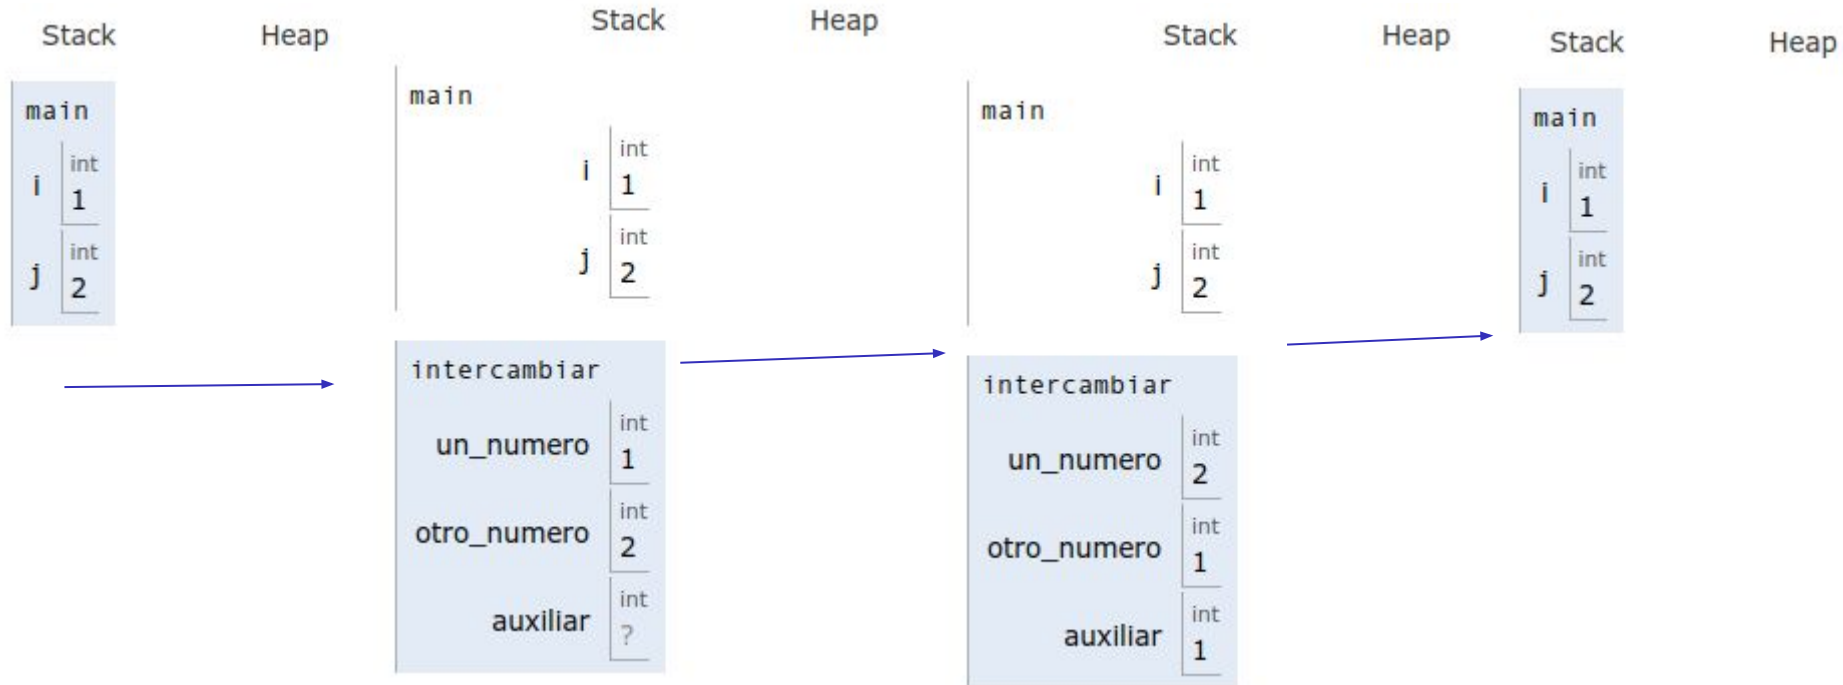 Stack Heap
main
int
i 1
int
j 2
Stack Heap
main
int
i 1
int
j 2
intercambiar
int
un_numero 1
int
otro_numero 2
int
auxiliar ?
Stack Heap
main
int
i 1
int
j 2
intercambiar
int
un_numero 2
int
otro_numero 1
int
auxiliar 1
Stack Heap
main
int
i 1
int
j 2